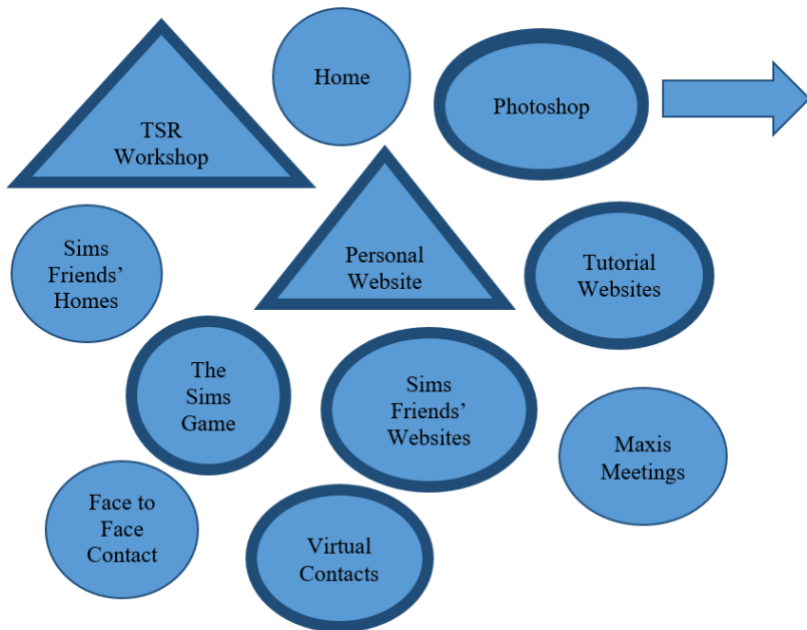 Home
Photoshop
TSR
Workshop
Sims
Friends’
Homes
Personal
Website
Tutorial
Websites
The
Sims
Game
Sims
Friends’
Websites
Maxis
Meetings
Face to
Face
Contact
Virtual
Contacts